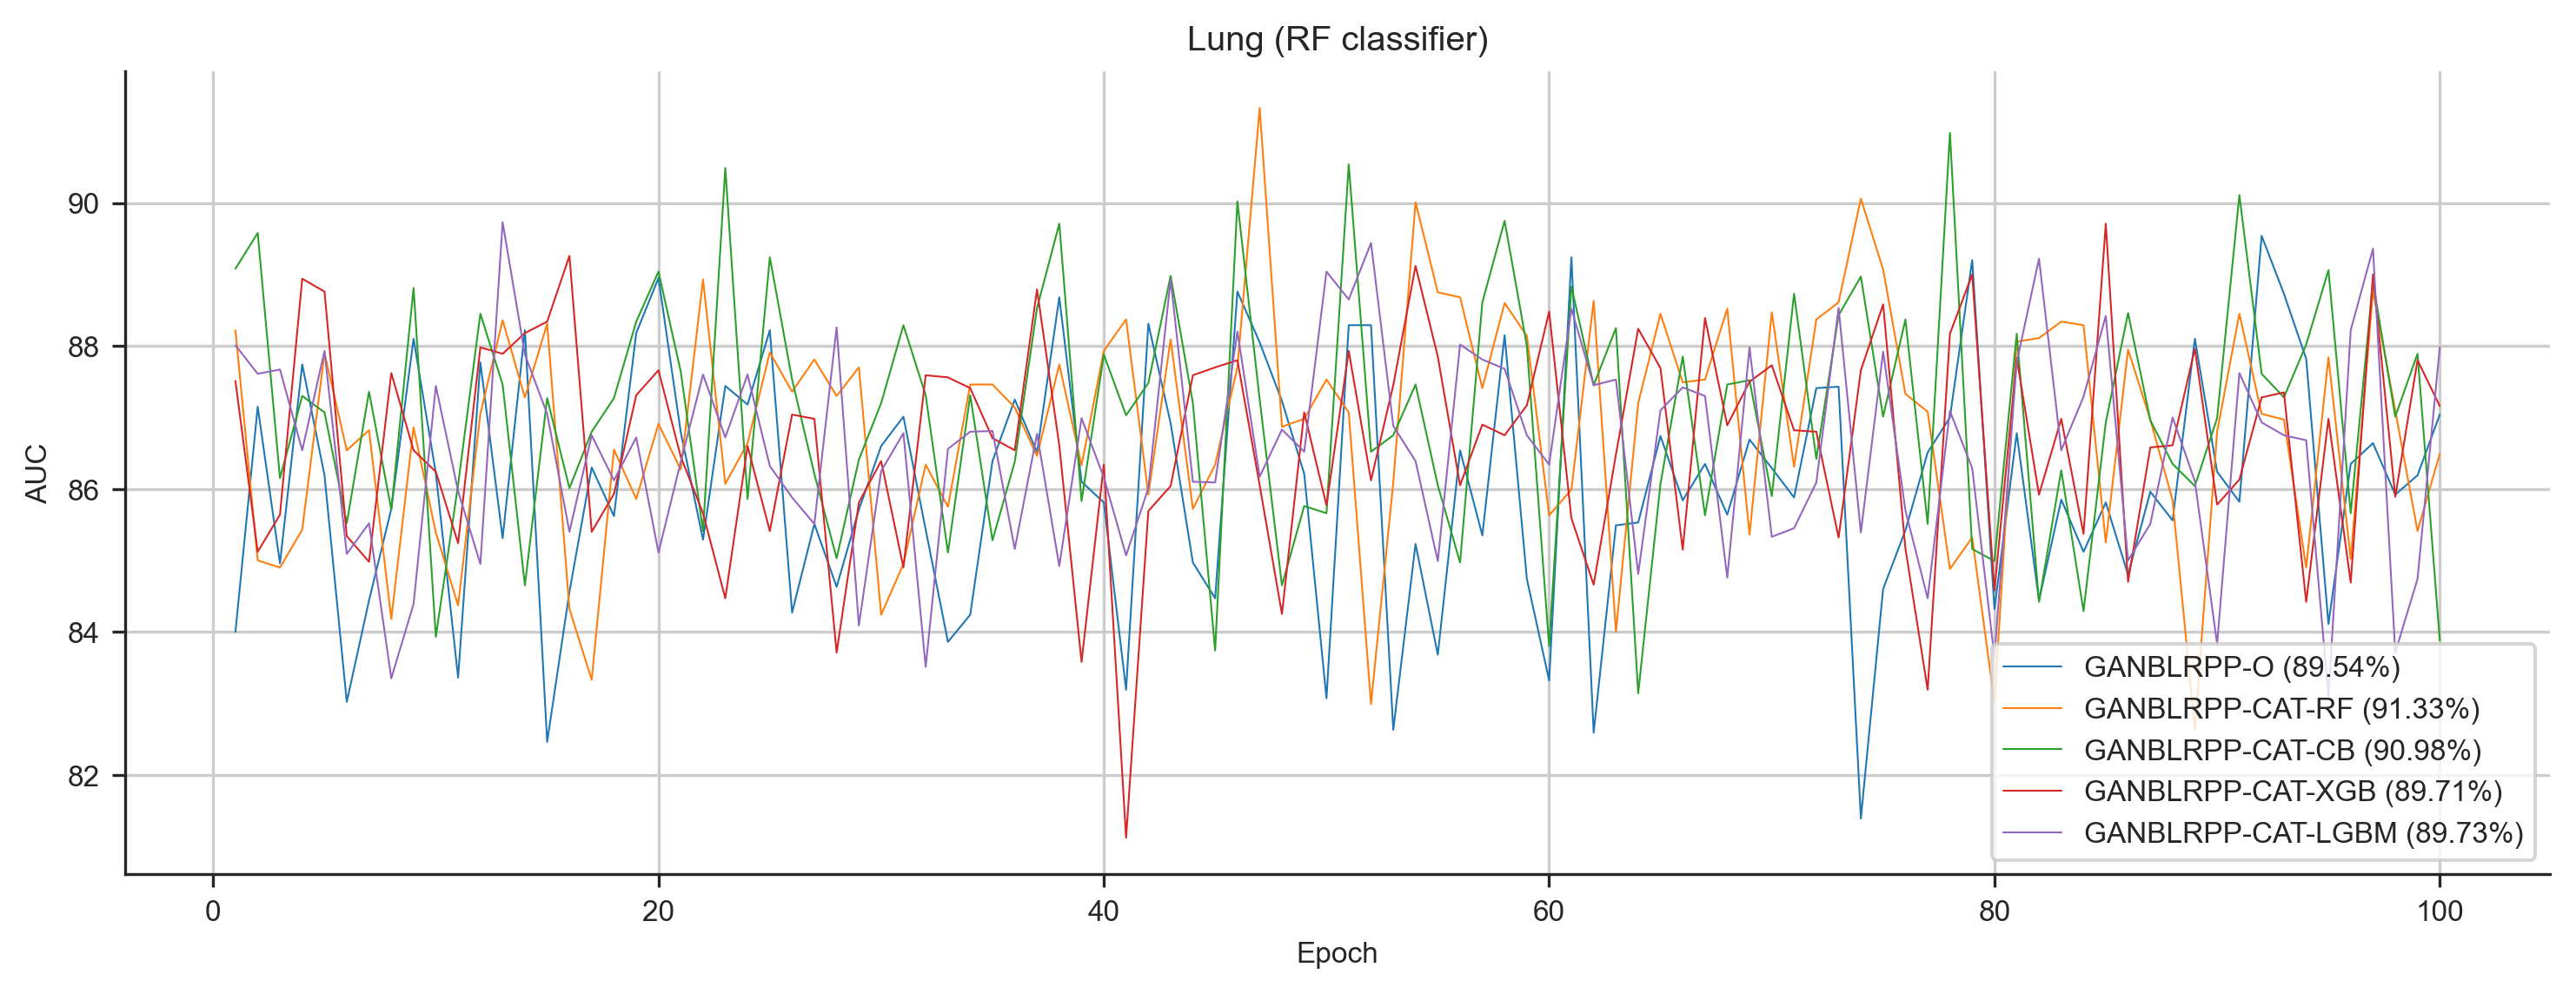 Lung (RF classifier)
AUC
90
88
86
84
82
0 20 40 60 80 100
Epoch
GANBLRPP-O (89.54%)
GANBLRPP-CAT-RF (91.33%)
GANBLRPP-CAT-CB (90.98%)
GANBLRPP-CAT-XGB (89.71%)
GANBLRPP-CAT-LGBM (89.73%)